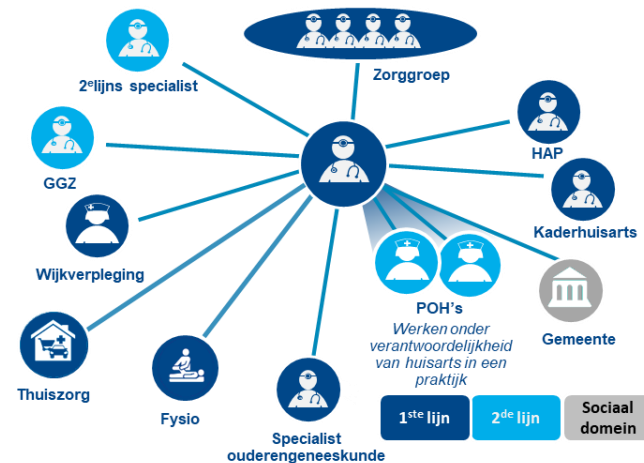 2elijns specialist
Zorggroep
HAP
GGZ
Kaderhuisarts
Wijkverpleging
POH's
Werken onder
verantwoordelijkheid
van huisarts in een
praktijk
Gemeente
Thuiszorg
Fysio
Specialist
ouderengeneeskunde
1ste lijn
2de lijn
Sociaal
domein